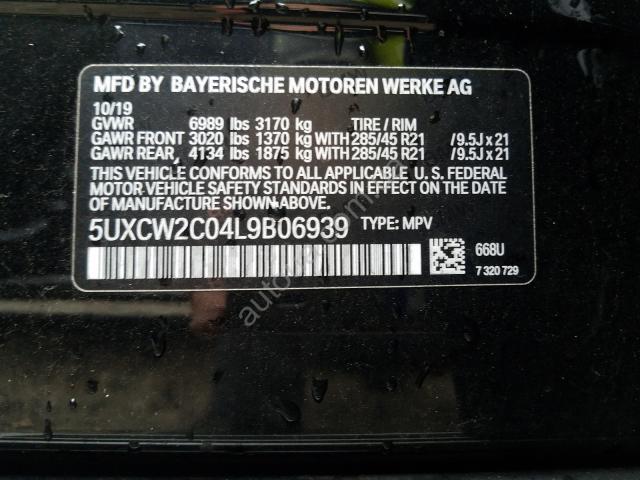 MFD BY BAYERISCHE MOTOREN WERKE AG
10/19
GVWR 6989 lbs 3170 kg TIRE / RIM
GAWR FRONT 3020 lbs 1370 kg WITH 285/45 R21 /9.5J x 21
GAWR REAR, 4134 lbs 1875 kg WITH 285/45 R21 /9.5J x 21
THIS VEHICLE CONFORMS TO ALL APPLICABLE U. S. FEDERAL
MOTOR VEHICLE SAFETY STANDARDS IN EFFECT ON THE DATE
OF MANUFACTURE SHOWN ABOVE.
5UXCW2C04L9B06939 TYPE: MPV
668U
7 320 729